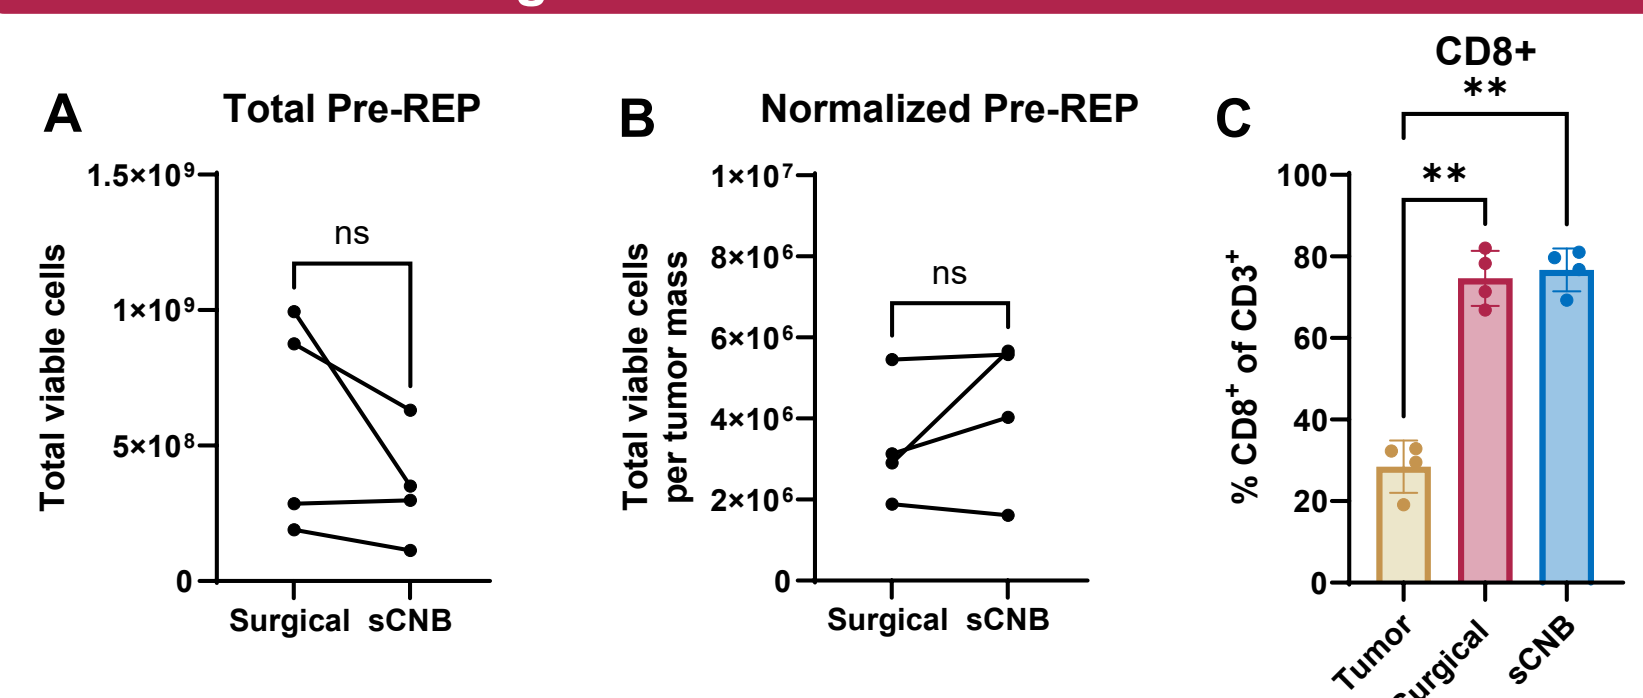 A
Total Pre-REP
Total viable cells
1.5×10⁹
1×10⁹
5×10⁸
0
ns
Surgical sCNB
B
Normalized Pre-REP
Total viable cells
per tumor mass
1×10⁷
8×10⁶
6×10⁶
4×10⁶
2×10⁶
0
ns
Surgical sCNB
C
CD8+
**
**
% CD8⁺ of CD3⁺
100
80
60
40
20
0
Tumor
Surgical
sCNB